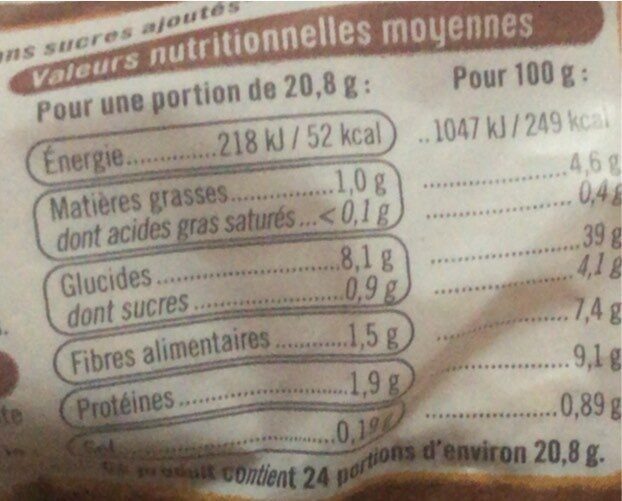 ns sucres ajoutés
Valeurs nutritionnelles moyennes
Pour une portion de 20,8 g : Pour 100 g :
Énergie..............218 kJ / 52 kcal ..1047 kJ / 249 kcal
Matières grasses................1,0 g ................4,6 g
dont acides gras saturés...< 0,1 g ................0,4 g
Glucides............................8,1 g ................39 g
dont sucres......................0,9 g ................4,1 g
Fibres alimentaires............1,5 g ................7,4 g
Protéines...........................1,9 g ................9,1 g
Sel....................................0,19 g ................0,89 g
contient 24 portions d'environ 20,8 g.